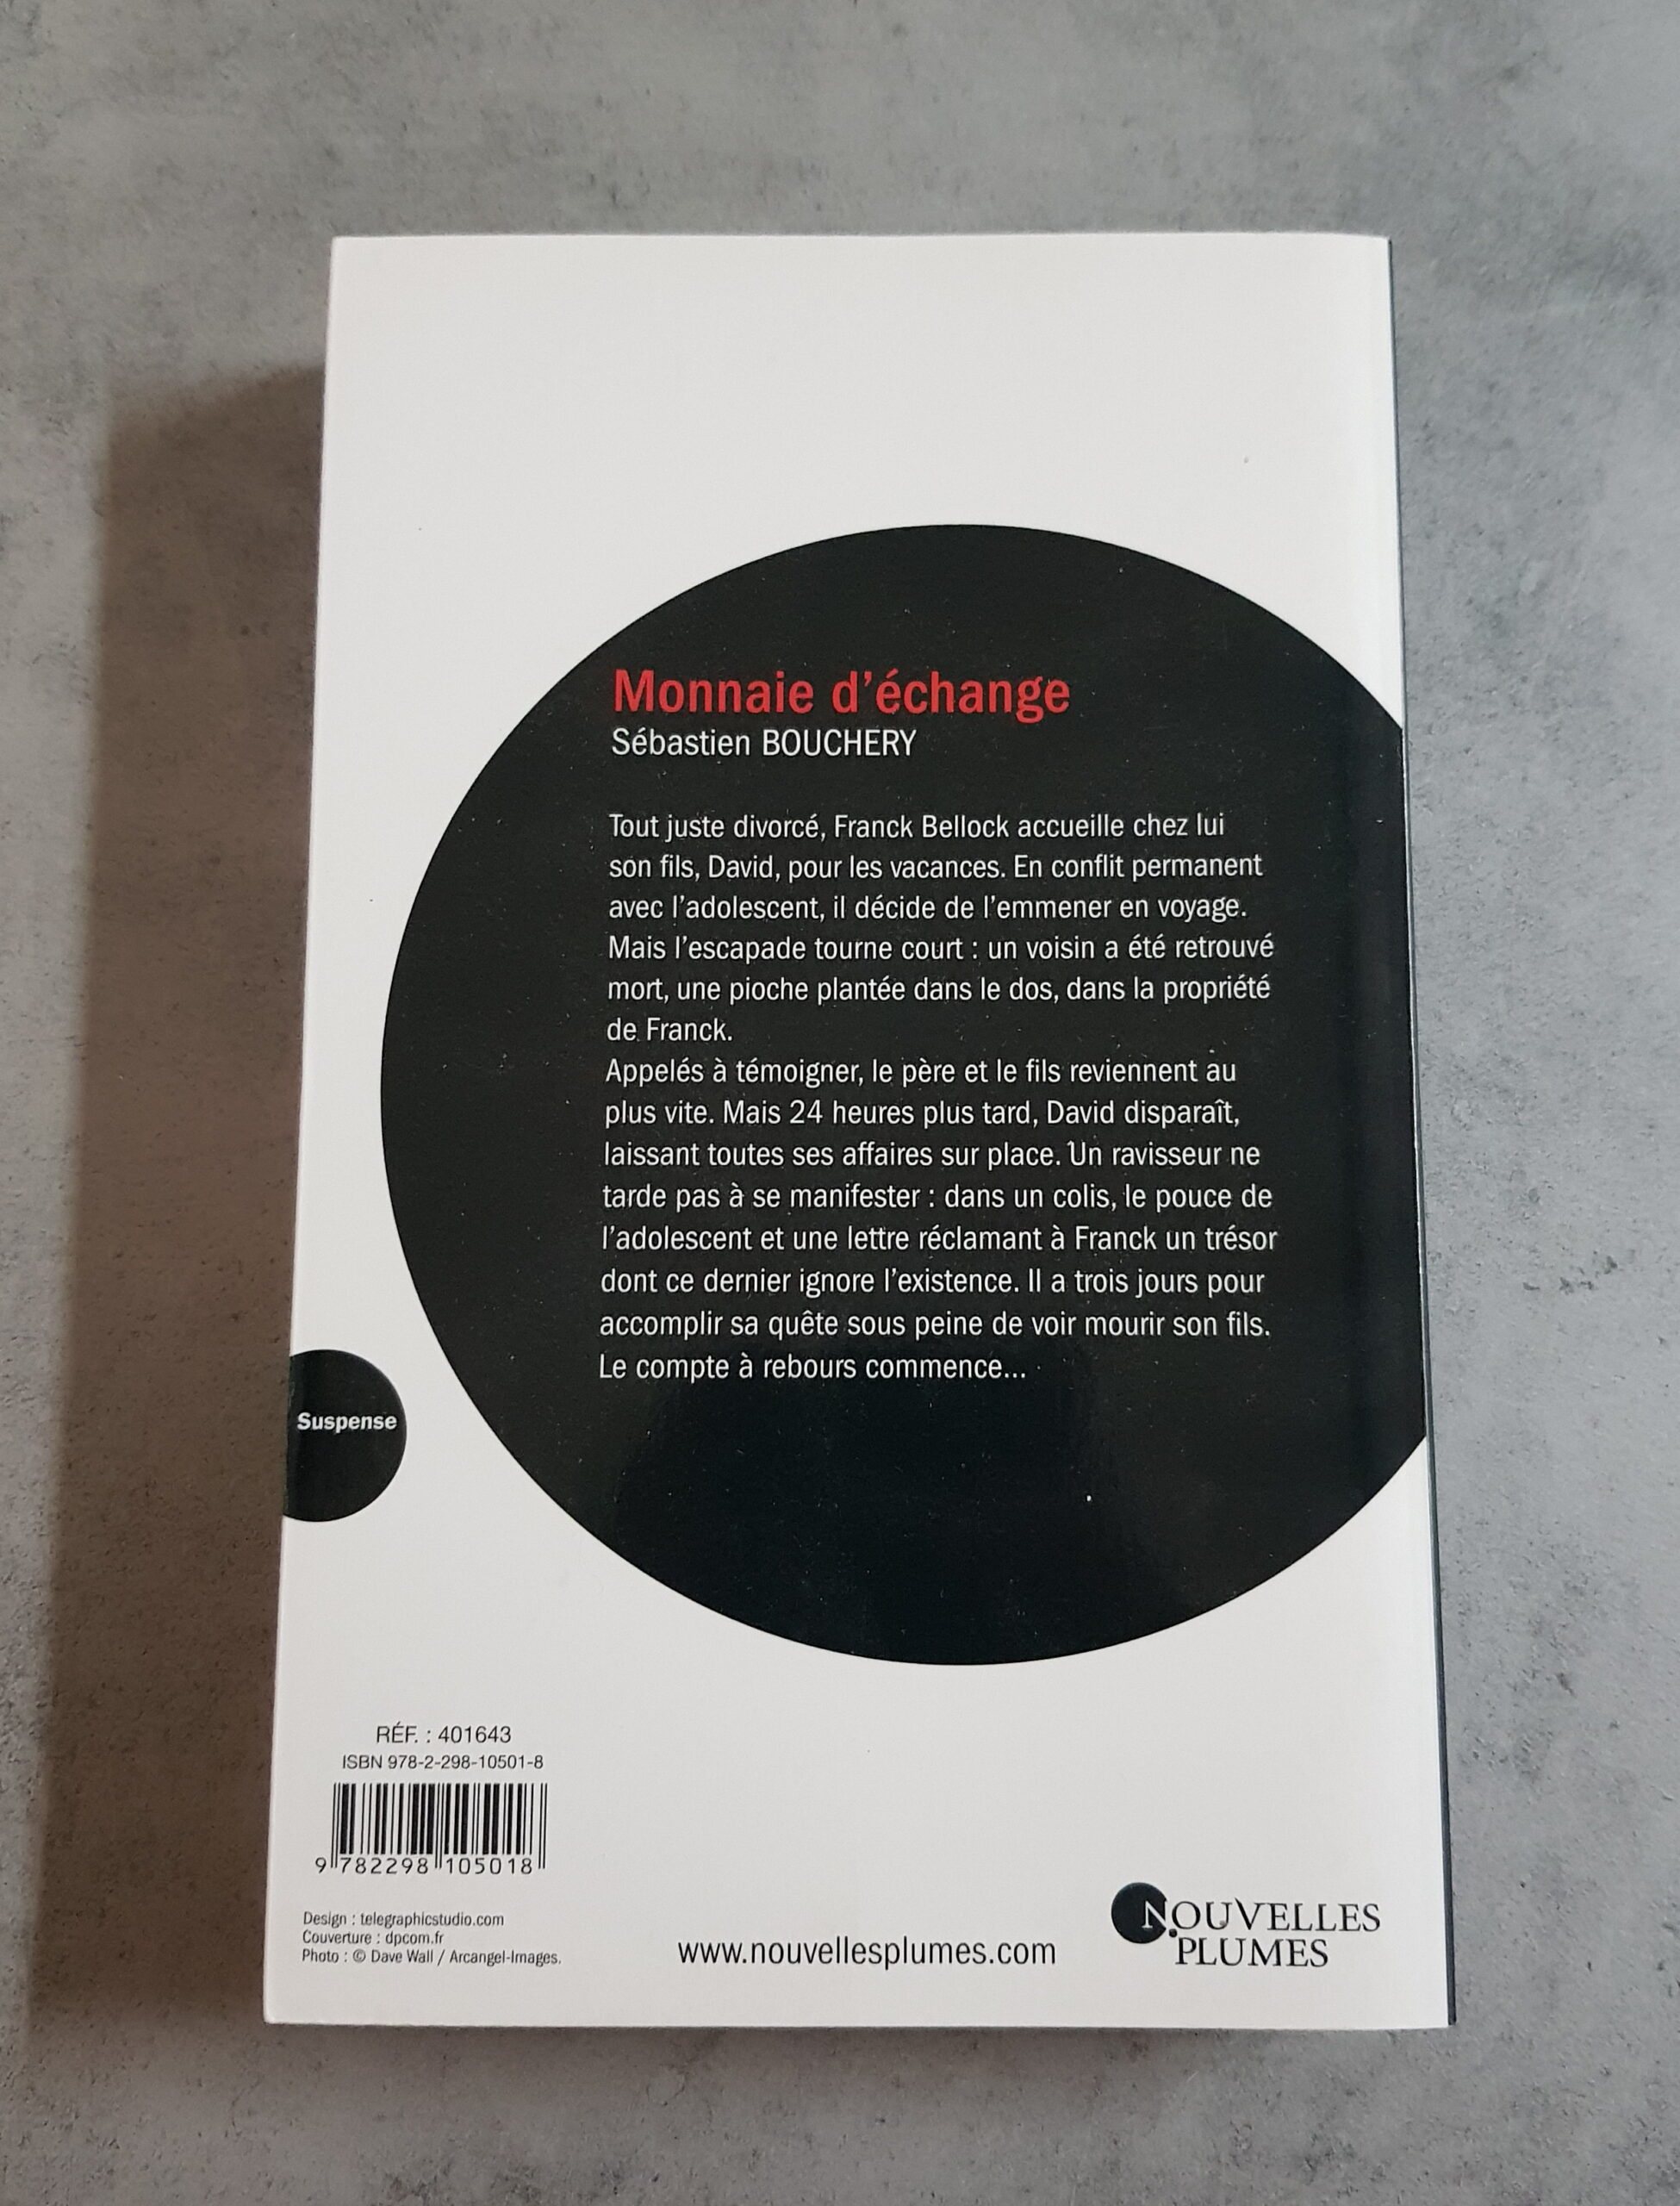 Monnaie d'échange
Sébastien BOUCHERY
Tout juste divorcé, Franck Bellock accueille chez lui
son fils, David, pour les vacances. En conflit permanent
avec l'adolescent, il décide de l'emmener en voyage.
Mais l'escapade tourne court : un voisin a été retrouvé
mort, une pioche plantée dans le dos, dans la propriété
de Franck.
Appelés à témoigner, le père et le fils reviennent au
plus vite. Mais 24 heures plus tard, David disparaît,
laissant toutes ses affaires sur place. Un ravisseur ne
tarde pas à se manifester : dans un colis, le pouce de
l'adolescent et une lettre réclamant à Franck un trésor
dont ce dernier ignore l'existence. Il a trois jours pour
accomplir sa quête sous peine de voir mourir son fils.
Le compte à rebours commence...
Suspense
RÉF. : 401643
ISBN 978-2-298-10501-8
9 782298 105018
Design : telegraphicstudio.com
Couverture : dpcom.fr
Photo : © Dave Wall / Arcangel-Images.
www.nouvellesplumes.com
NOUVELLES
PLUMES